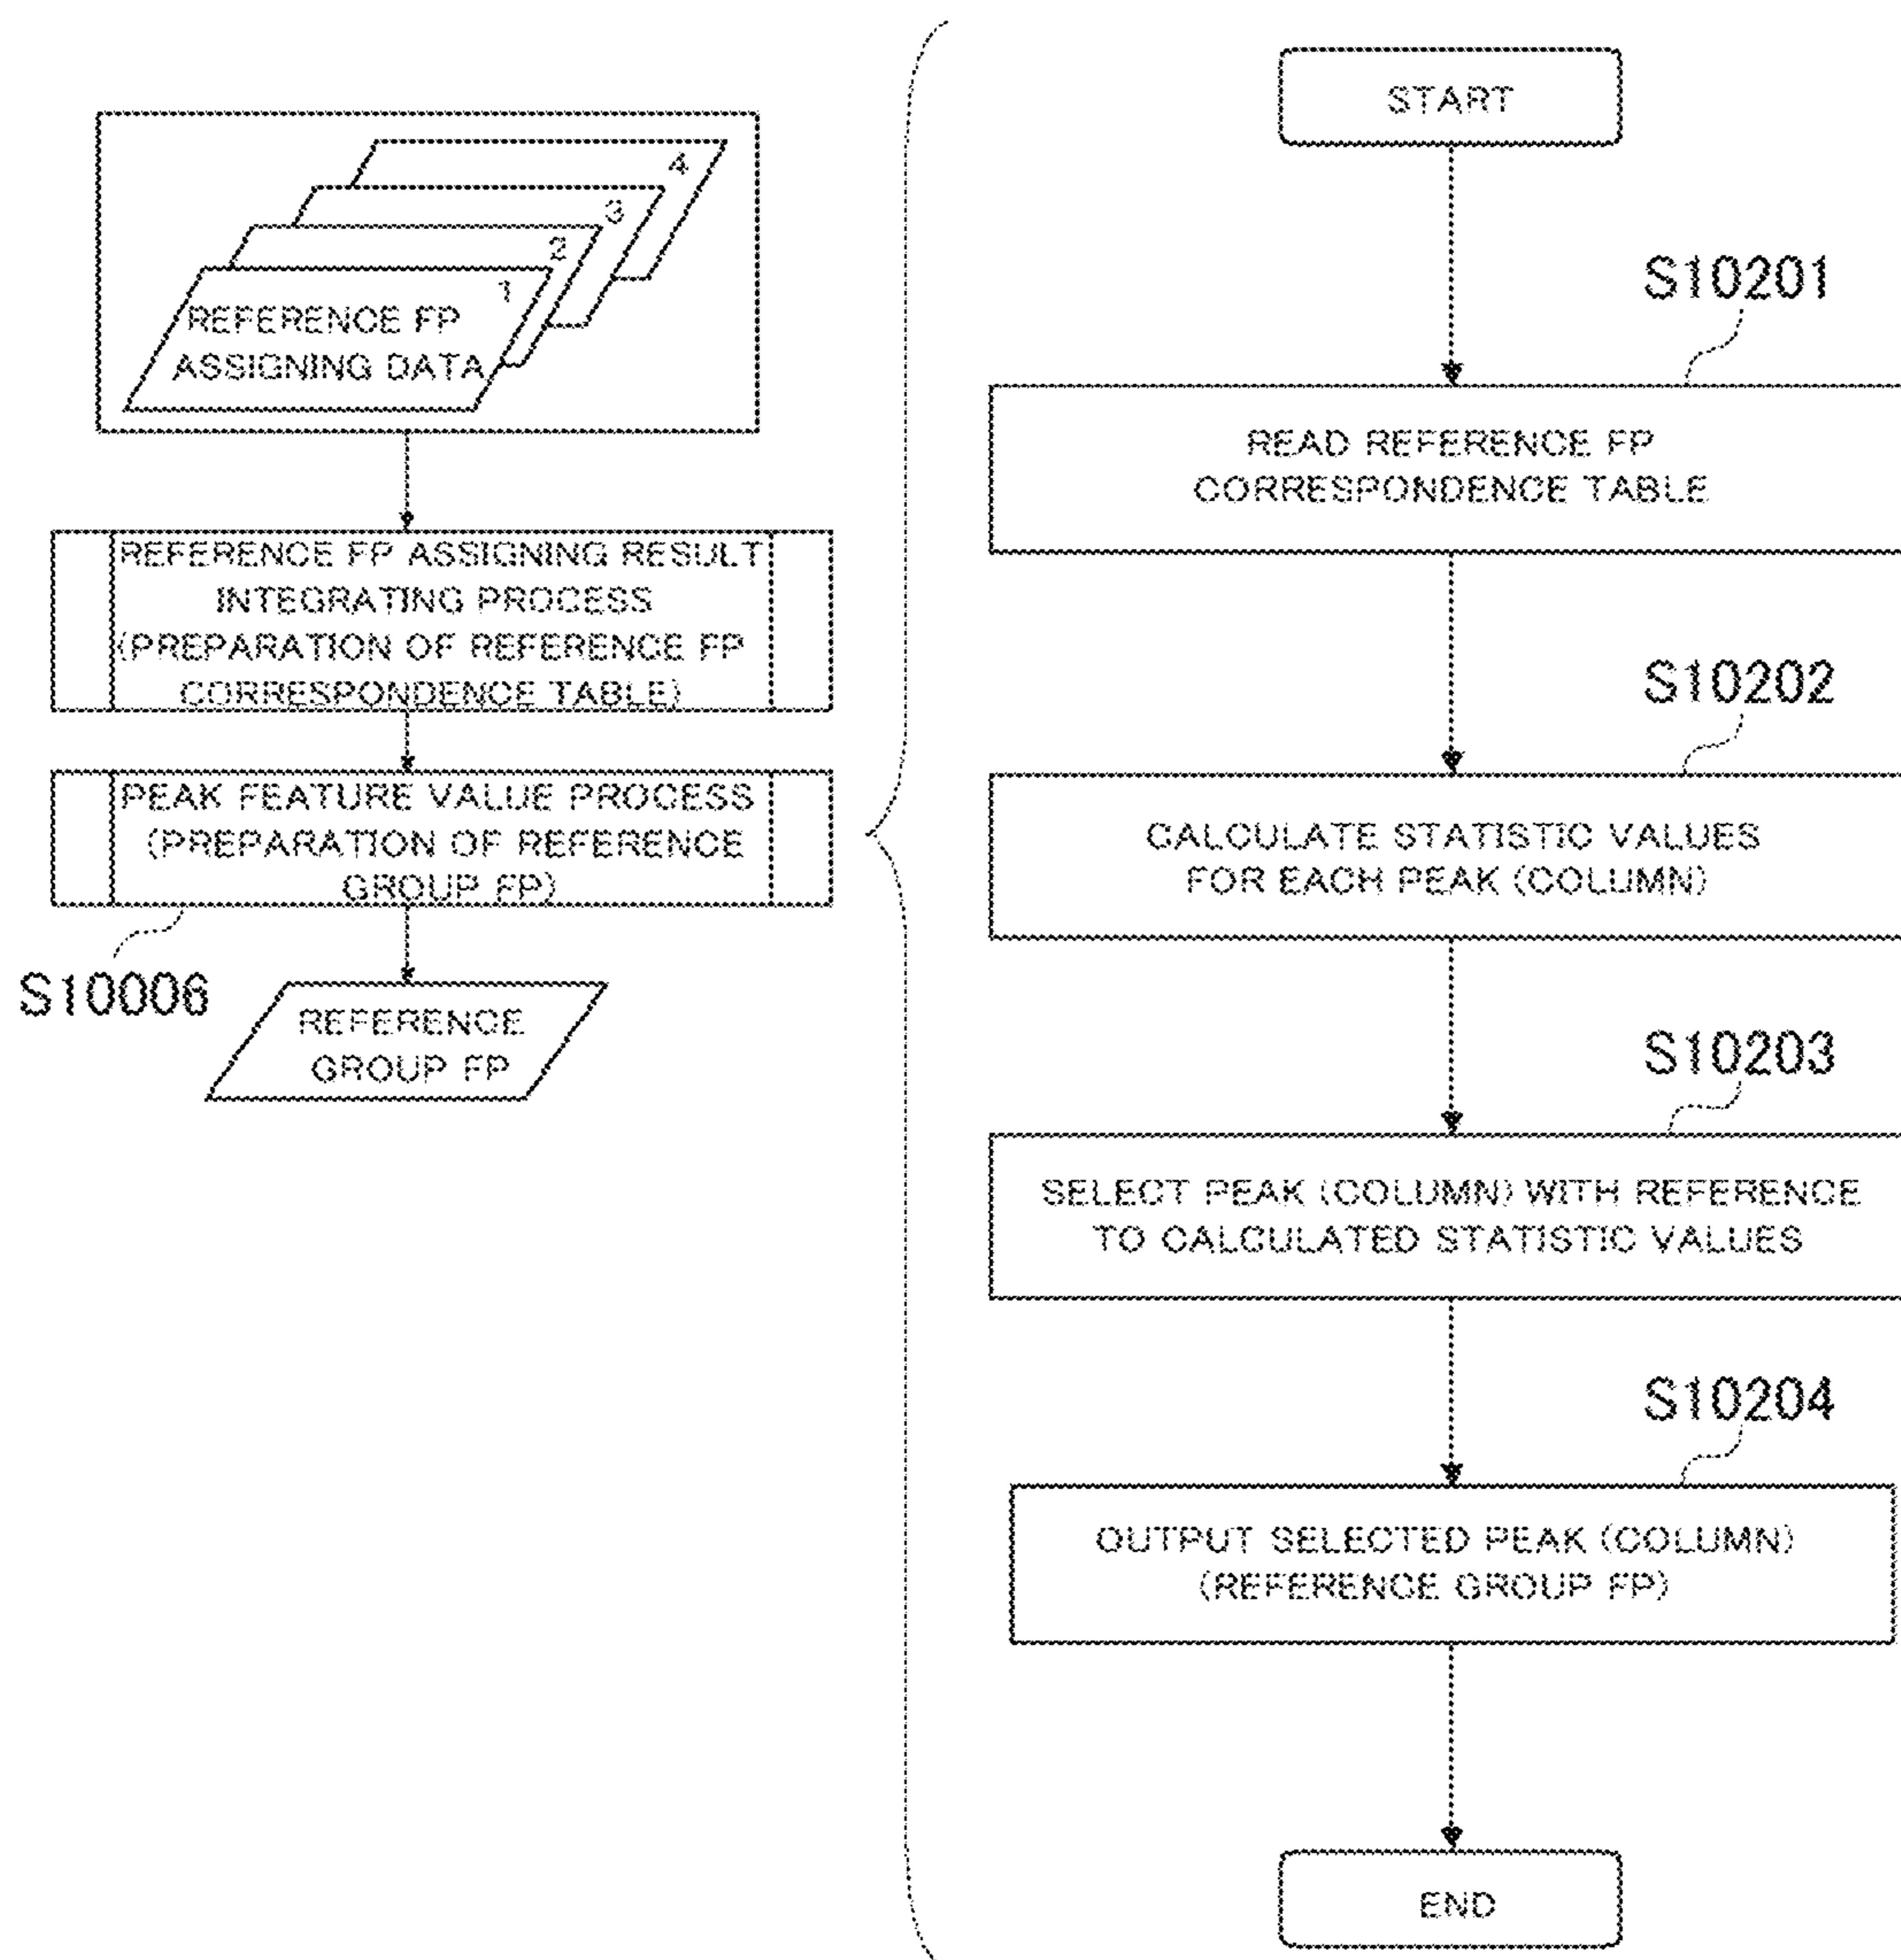 4
3
2
1
REFERENCE FP
ASSIGNING DATA
REFERENCE FP ASSIGNING RESULT
INTEGRATING PROCESS
(PREPARATION OF REFERENCE FP
CORRESPONDENCE TABLE)
PEAK FEATURE VALUE PROCESS
(PREPARATION OF REFERENCE
GROUP FP)
S10006
REFERENCE
GROUP FP
START
S10201
READ REFERENCE FP
CORRESPONDENCE TABLE
S10202
CALCULATE STATISTIC VALUES
FOR EACH PEAK (COLUMN)
S10203
SELECT PEAK (COLUMN) WITH REFERENCE
TO CALCULATED STATISTIC VALUES
S10204
OUTPUT SELECTED PEAK (COLUMN)
(REFERENCE GROUP FP)
END